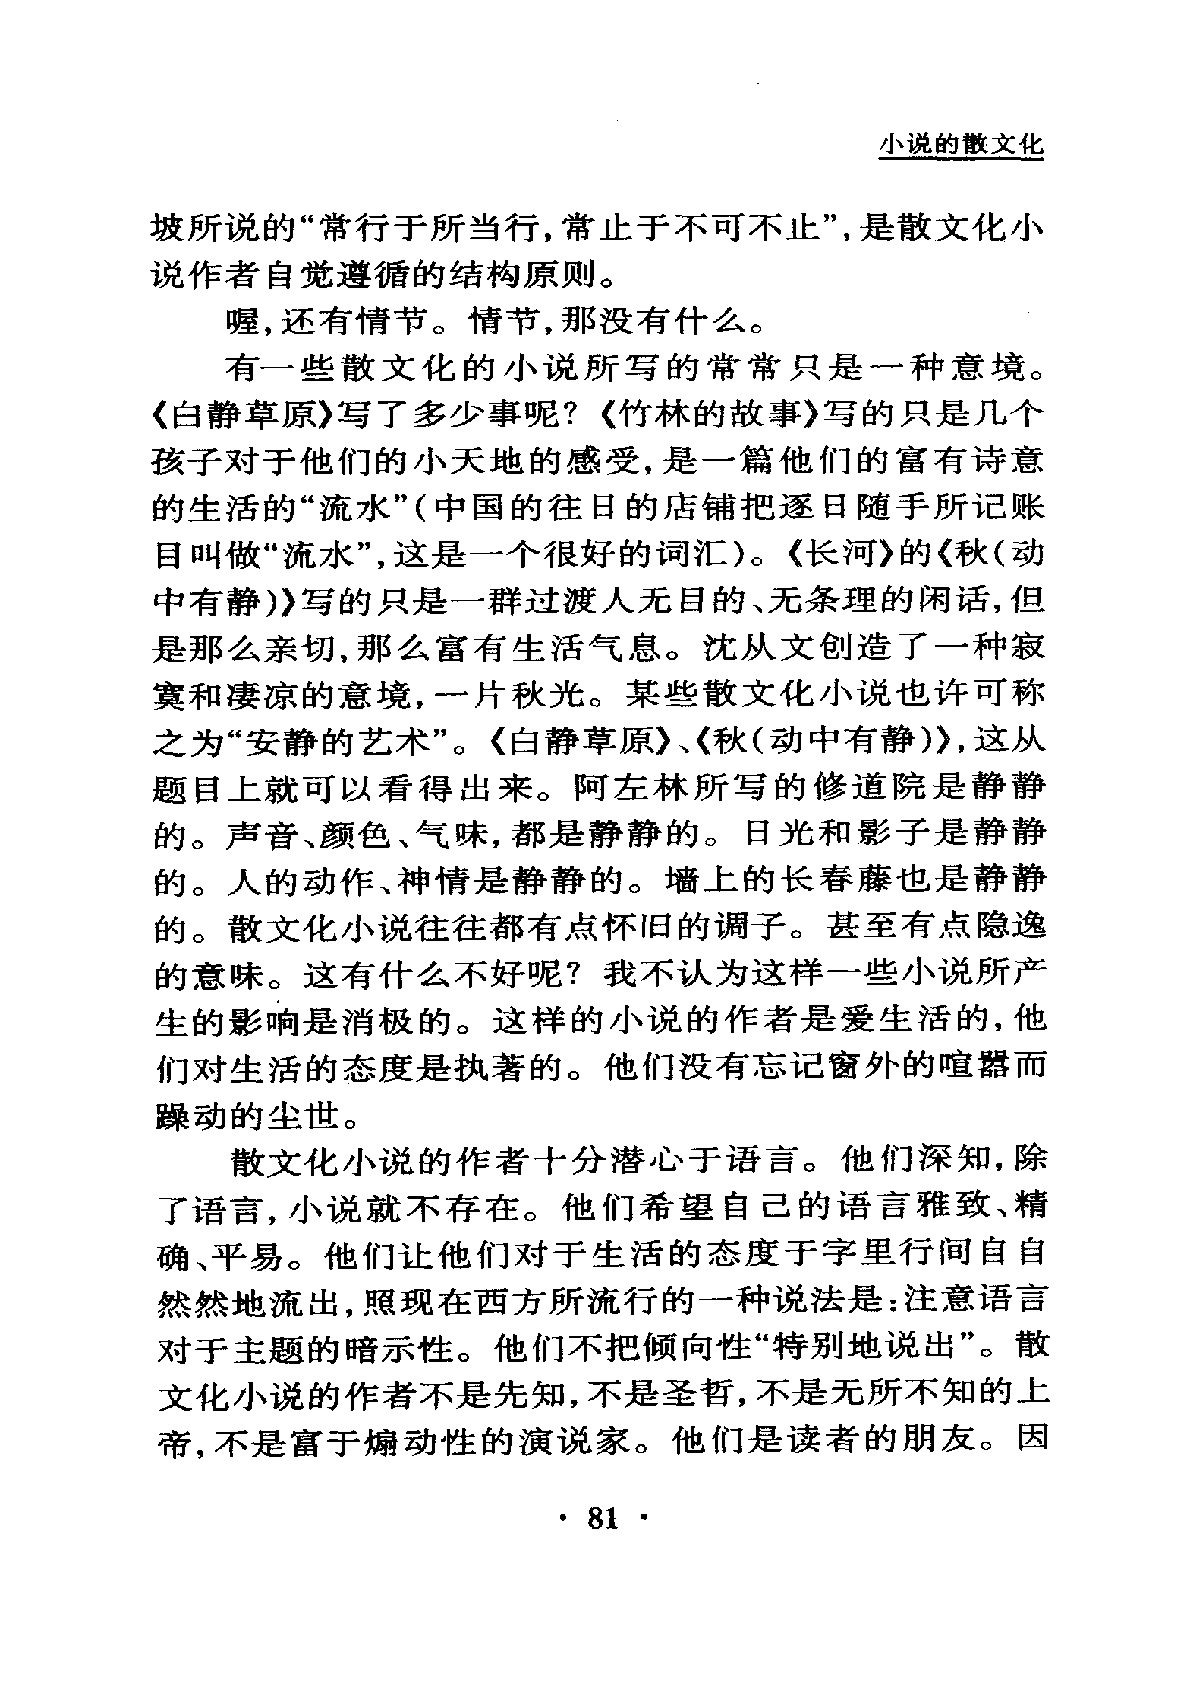 小说的散文化
坡所说的“常行于所当行,常止于不可不止”,是散文化小
说作者自觉遵循的结构原则。
喔,还有情节。情节,那没有什么。
有一些散文化的小说所写的常常只是一种意境。
《白静草原》写了多少事呢?《竹林的故事》写的只是几个
孩子对于他们的小天地的感受,是一篇他们的富有诗意
的生活的“流水”(中国的往日的店铺把逐日随手所记账
目叫做“流水”,这是一个很好的词汇)。《长河》的《秋(动
中有静)》写的只是一群过渡人无目的、无条理的闲话,但
是那么亲切,那么富有生活气息。沈从文创造了一种寂
寞和凄凉的意境,一片秋光。某些散文化小说也许可称
之为“安静的艺术”。《白静草原》、《秋(动中有静)》,这从
题目上就可以看得出来。阿左林所写的修道院是静静
的。声音、颜色、气味,都是静静的。日光和影子是静静
的。人的动作、神情是静静的。墙上的长春藤也是静静
的。散文化小说往往都有点怀旧的调子。甚至有点隐逸
的意味。这有什么不好呢?我不认为这样一些小说所产
生的影响是消极的。这样的小说的作者是爱生活的,他
们对生活的态度是执著的。他们没有忘记窗外的喧嚣而
躁动的尘世。
散文化小说的作者十分潜心于语言。他们深知,除
了语言,小说就不存在。他们希望自己的语言雅致、精
确、平易。他们让他们对于生活的态度于字里行间自自
然然地流出,照现在西方所流行的一种说法是:注意语言
对于主题的暗示性。他们不把倾向性“特别地说出”。散
文化小说的作者不是先知,不是圣哲,不是无所不知的上
帝,不是富于煽动性的演说家。他们是读者的朋友。因
· 81 ·